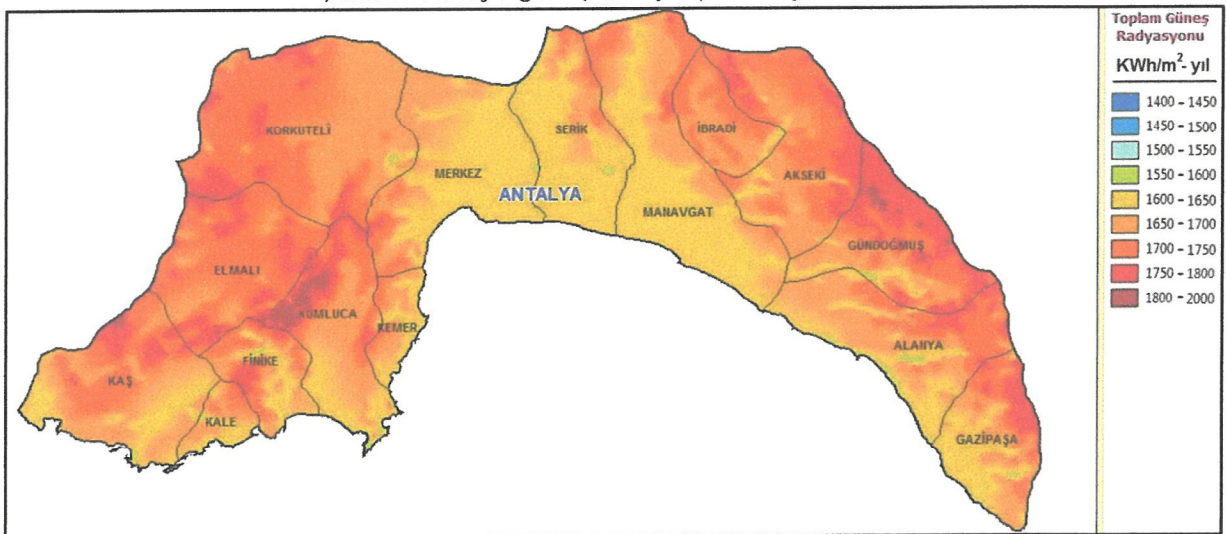 KORKUTELİ
MERKEZ
SERİK
İBRADİ
AKSEKİ
ANTALYA
MANAVGAT
GÜNDOĞMUŞ
ELMALI
KUMLUCA
KEMER
FİNİKE
KAŞ
KALE
ALANYA
GAZİPAŞA
Toplam Güneş
Radyasyonu
KWh/m²- yıl
1400 - 1450
1450 - 1500
1500 - 1550
1550 - 1600
1600 - 1650
1650 - 1700
1700 - 1750
1750 - 1800
1800 - 2000